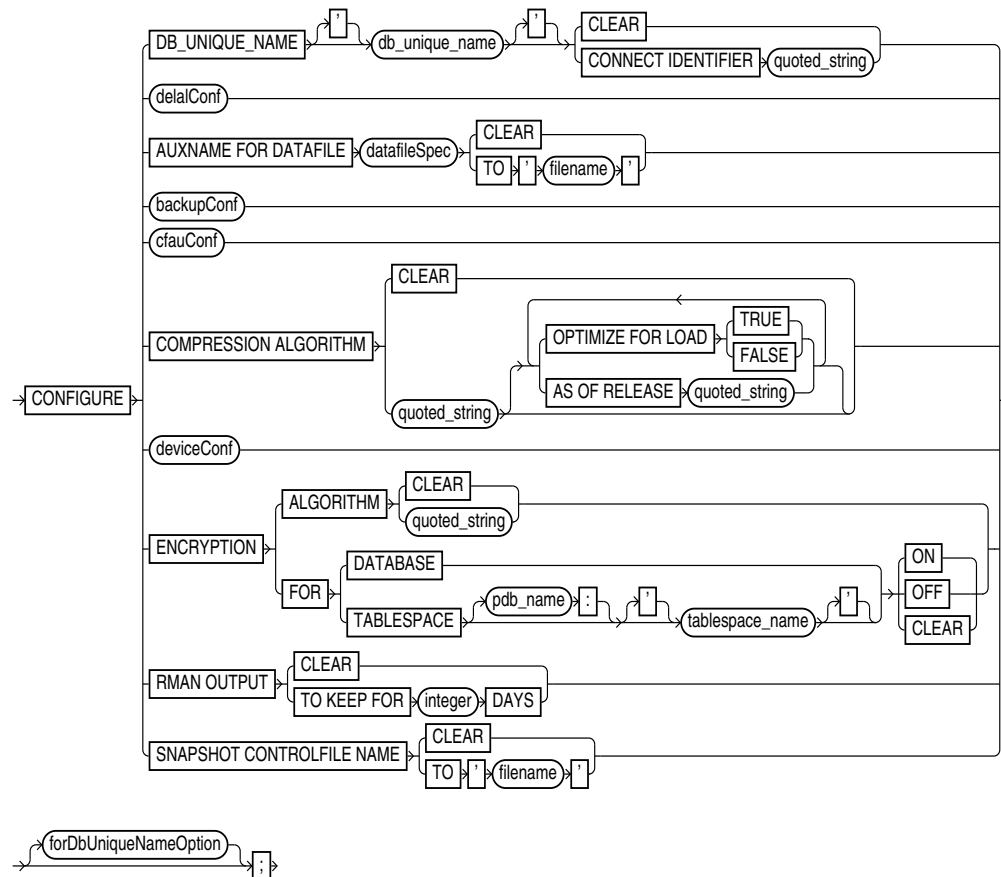 ' ' CLEAR
DB_UNIQUE_NAME db_unique_name
CONNECT IDENTIFIER quoted_string
delalConf
CLEAR
AUXNAME FOR DATAFILE datafileSpec
TO ' filename '
backupConf
cfauConf
CLEAR
TRUE
OPTIMIZE FOR LOAD
COMPRESSION ALGORITHM
FALSE
AS OF RELEASE quoted_string
CONFIGURE
quoted_string
deviceConf
CLEAR
ALGORITHM
quoted_string
ENCRYPTION
DATABASE ON
FOR
pdb_name : ' ' OFF
TABLESPACE tablespace_name
CLEAR
CLEAR
RMAN OUTPUT
TO KEEP FOR integer DAYS
CLEAR
SNAPSHOT CONTROLFILE NAME
TO ' filename '
forDbUniqueNameOption
;